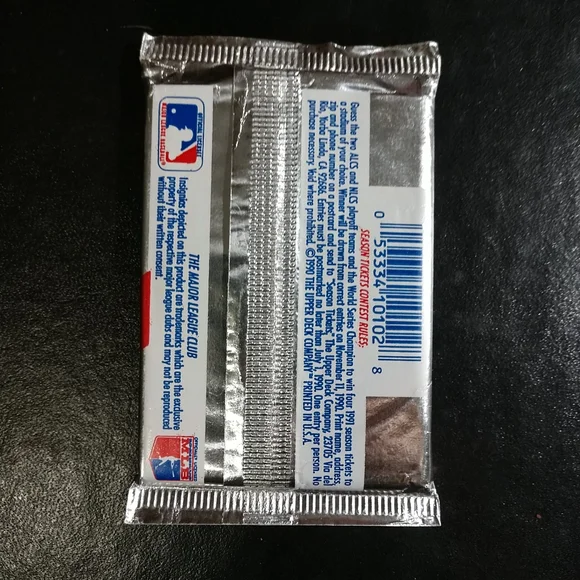 0 53334 10102 8
SEASON TICKETS CONTEST RULES:
Guess the two ALCS and NLCS playoff teams and the World Series Champion to win four 1991 season tickets to
a stadium of your choice. Winner will be drawn from correct entries on November 11, 1990. Print name, address,
zip and phone number on a postcard and send to "Season Tickets," The Upper Deck Company, 23705 Via del
Rio, Yorba Linda, CA 92686. Entries must be postmarked no later than July 1, 1990. One entry per person. No
purchase necessary. Void where prohibited. © 1990 THE UPPER DECK COMPANY™ PRINTED IN U.S.A.
THE MAJOR LEAGUE CLUB
Insignias depicted on this product are trademarks which are the exclusive
property of the respective major league clubs and may not be reproduced
without their written consent.